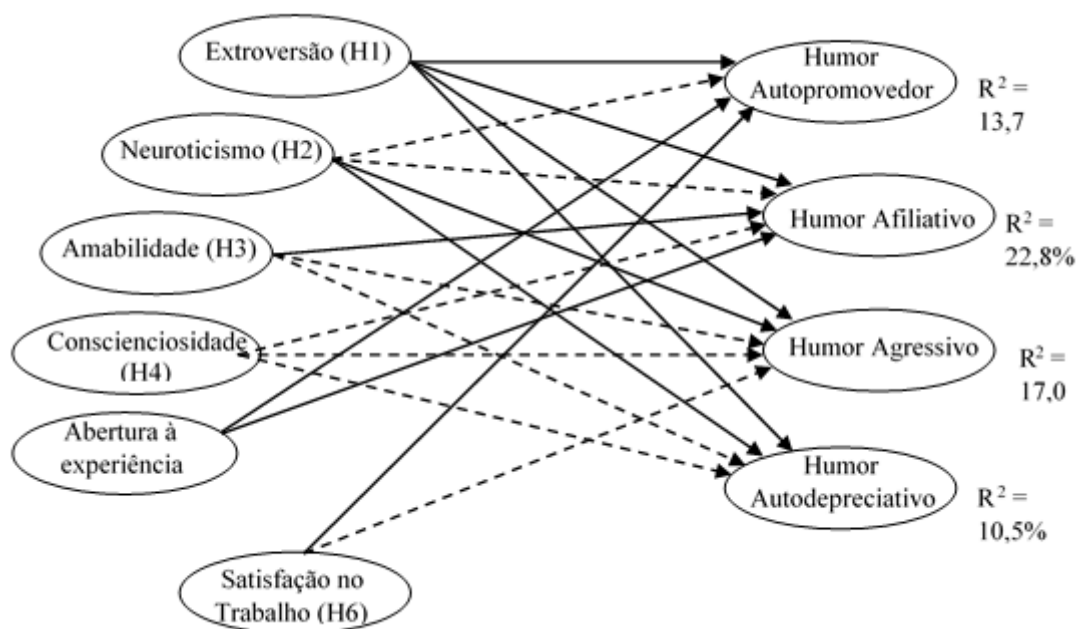 Extroversão (H1)
Neuroticismo (H2)
Amabilidade (H3)
Conscienciosidade
(H4)
Abertura à
experiência
Satisfação no
Trabalho (H6)
Humor
Autopromovedor
R² =
13,7
Humor Afiliativo
R² =
22,8%
Humor Agressivo
R² =
17,0
Humor
Autodepreciativo
R² =
10,5%